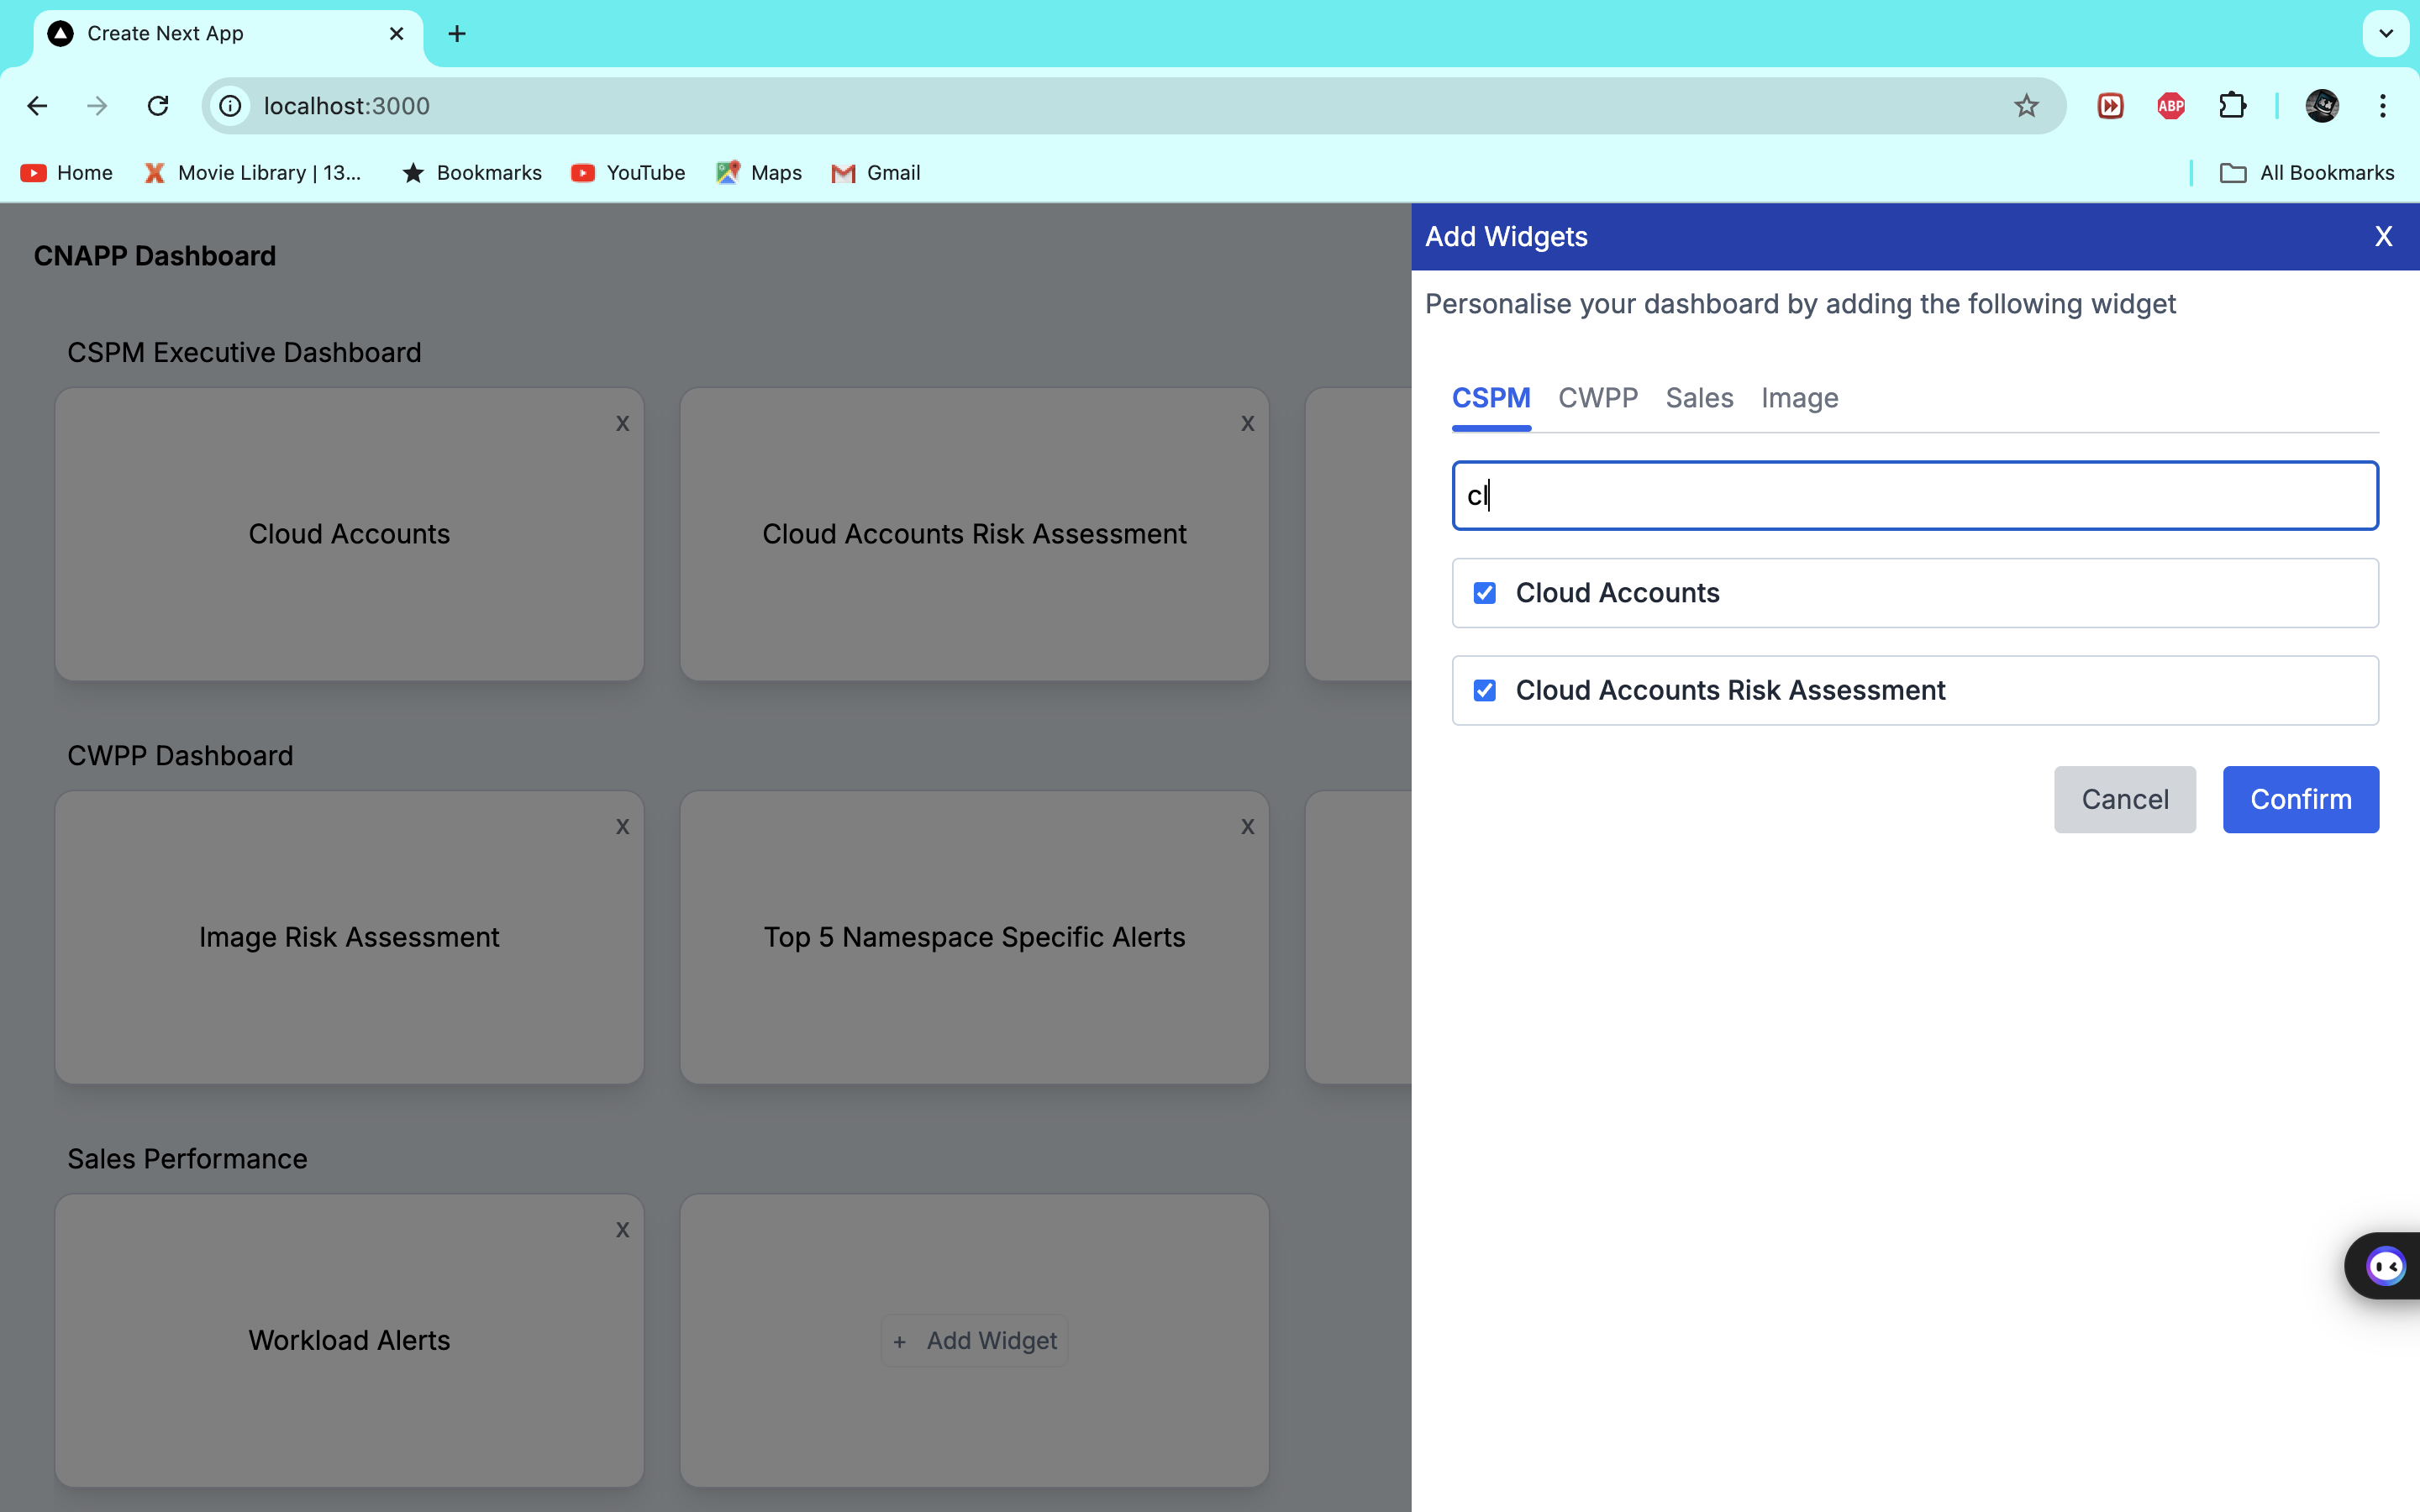 Create Next App
localhost:3000
ABP
Home
Movie Library | 13...
Bookmarks
YouTube
Maps
Gmail
All Bookmarks
CNAPP Dashboard
CSPM Executive Dashboard
X
Cloud Accounts
X
Cloud Accounts Risk Assessment
CWPP Dashboard
X
Image Risk Assessment
X
Top 5 Namespace Specific Alerts
Sales Performance
X
Workload Alerts
+ Add Widget
Add Widgets
X
Personalise your dashboard by adding the following widget
CSPM CWPP Sales Image
cl
Cloud Accounts
Cloud Accounts Risk Assessment
Cancel Confirm